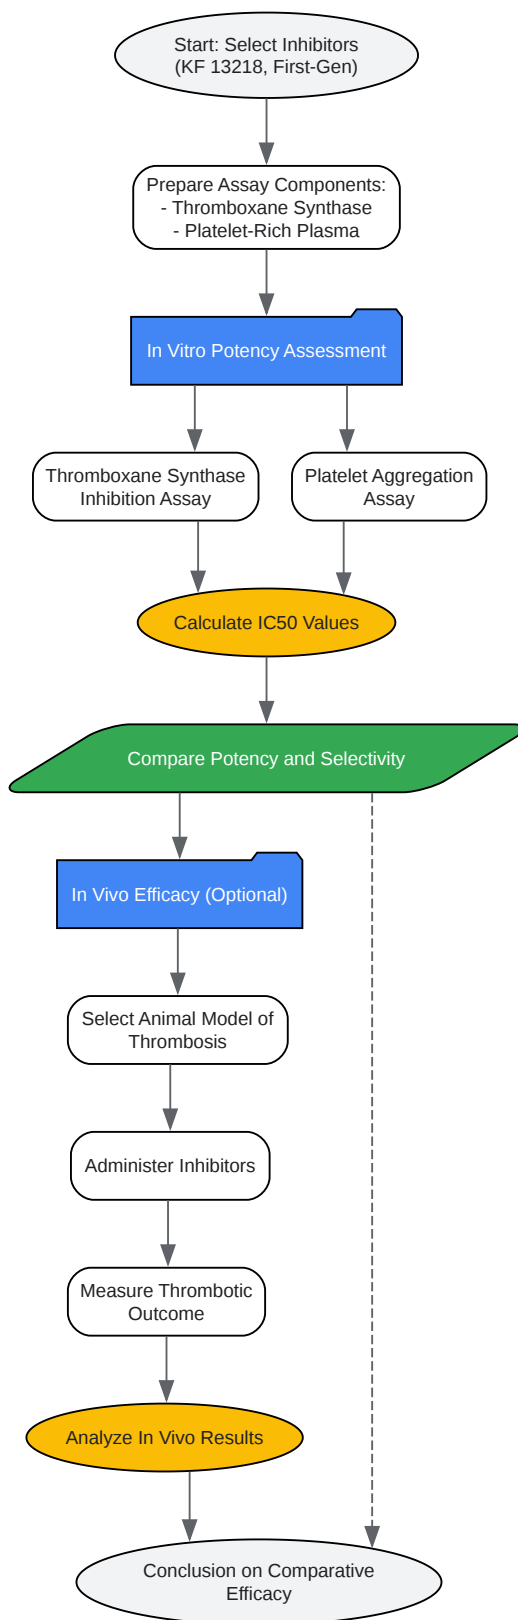 Start: Select Inhibitors
(KF 13218, First-Gen)
Prepare Assay Components:
- Thromboxane Synthase
- Platelet-Rich Plasma
In Vitro Potency Assessment
Thromboxane Synthase
Inhibition Assay
Platelet Aggregation
Assay
Calculate IC50 Values
Compare Potency and Selectivity
In Vivo Efficacy (Optional)
Select Animal Model of
Thrombosis
Administer Inhibitors
Measure Thrombotic
Outcome
Analyze In Vivo Results
Conclusion on Comparative
Efficacy